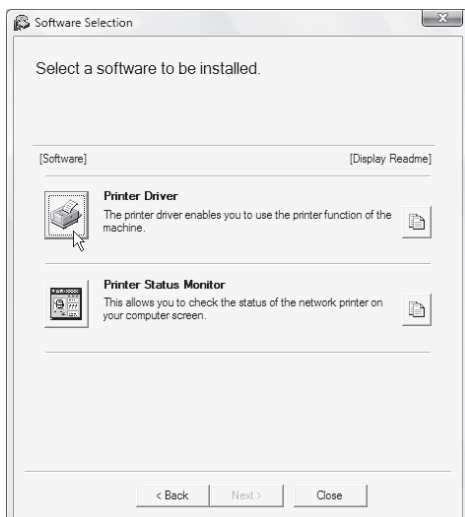 Software Selection
Select a software to be installed.
[Software] [Display Readme]
Printer Driver
The printer driver enables you to use the printer function of the
machine.
Printer Status Monitor
This allows you to check the status of the network printer on
your computer screen.
< Back Next > Close